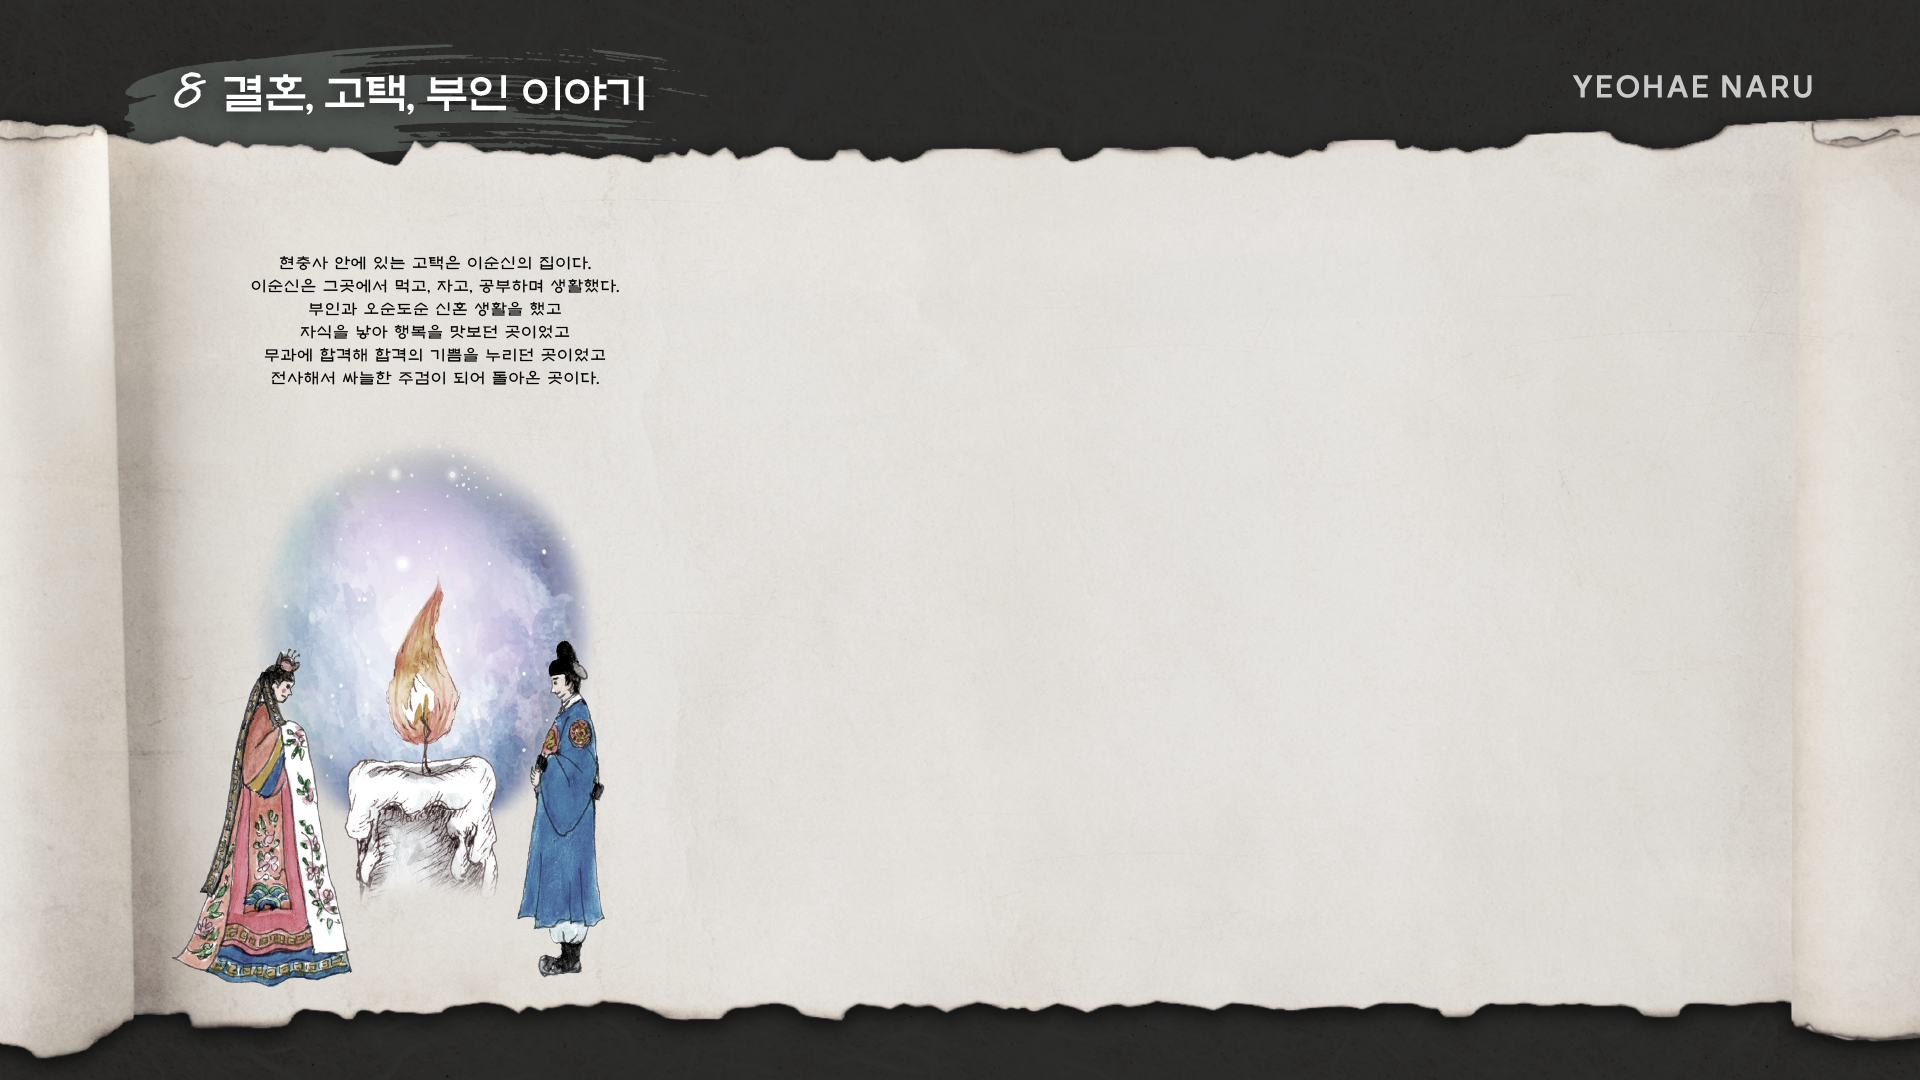 8 결혼, 고택, 부인 이야기
YEOHAE NARU
현충사 안에 있는 고택은 이순신의 집이다.
이순신은 그곳에서 먹고, 자고, 공부하며 생활했다.
부인과 오순도순 신혼 생활을 했고
자식을 낳아 행복을 맛보던 곳이었고
무과에 합격해 합격의 기쁨을 누리던 곳이었고
전사해서 싸늘한 주검이 되어 돌아온 곳이다.